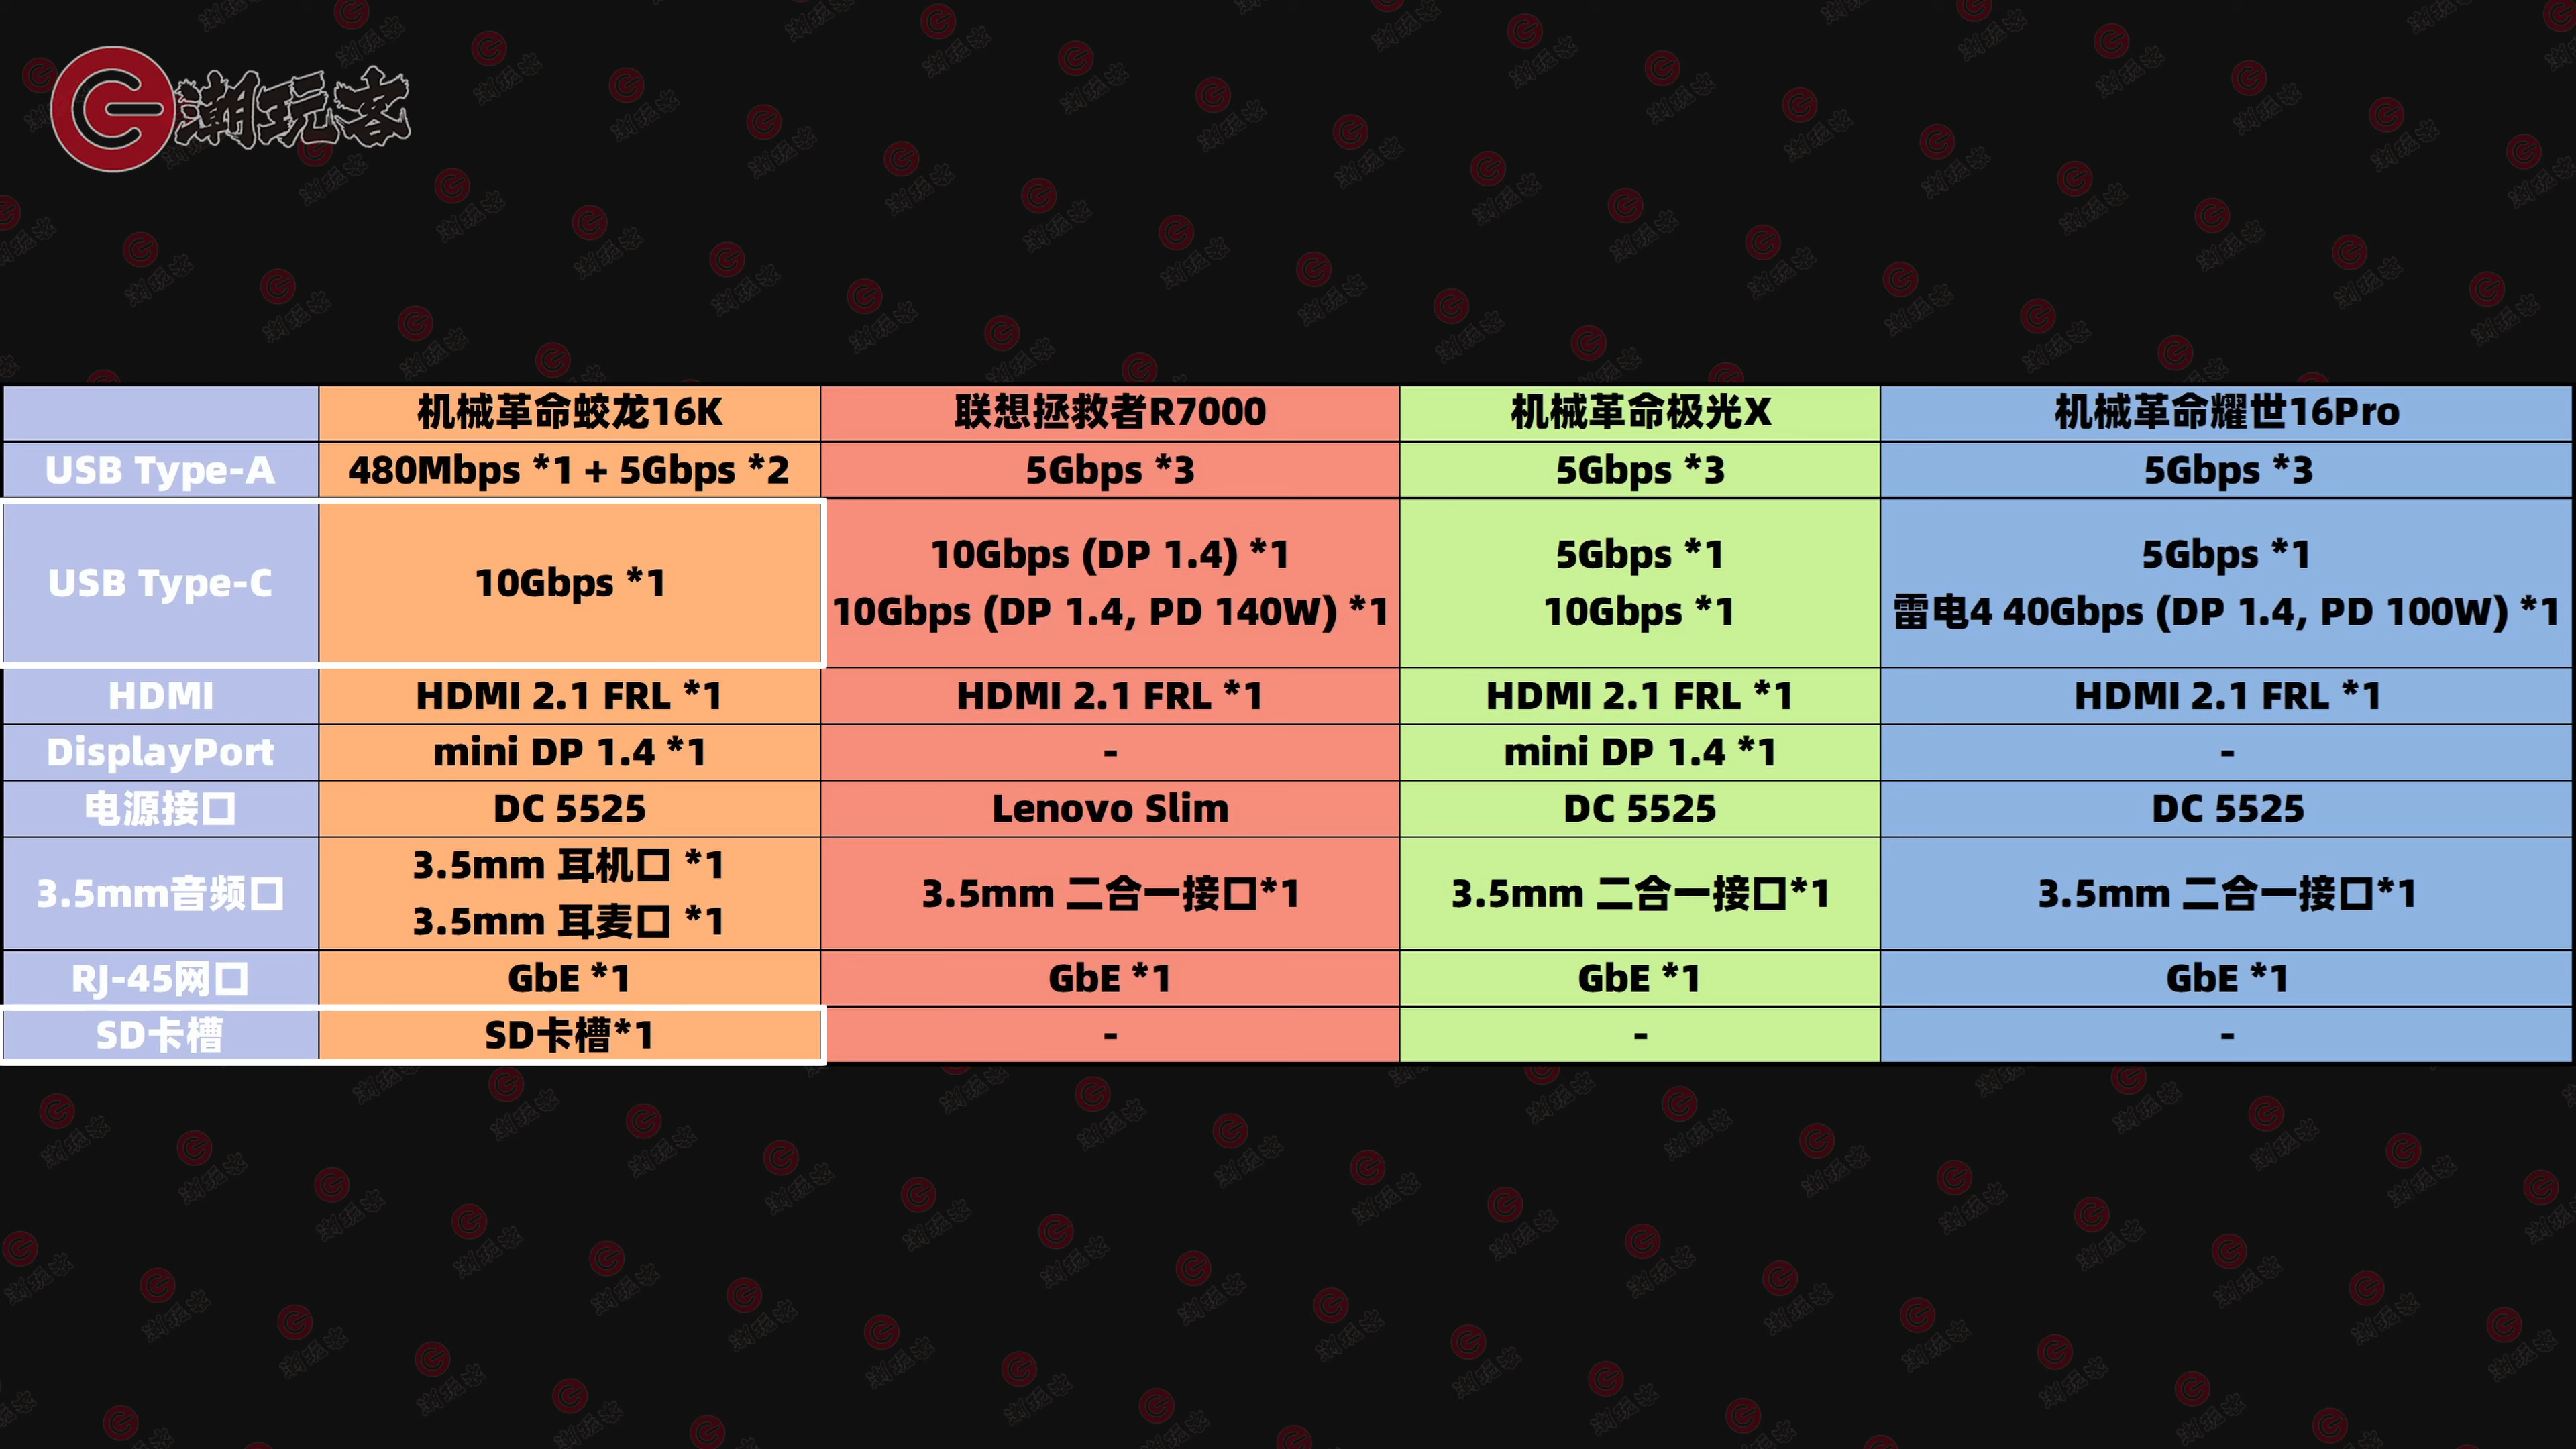 潮玩客
机械革命蛟龙16K 联想拯救者R7000 机械革命极光X 机械革命耀世16Pro
USB Type-A 480Mbps *1 + 5Gbps *2 5Gbps *3 5Gbps *3 5Gbps *3
USB Type-C 10Gbps *1 10Gbps (DP 1.4) *1 5Gbps *1 5Gbps *1
10Gbps (DP 1.4, PD 140W) *1 10Gbps *1 雷电4 40Gbps (DP 1.4, PD 100W) *1
HDMI HDMI 2.1 FRL *1 HDMI 2.1 FRL *1 HDMI 2.1 FRL *1 HDMI 2.1 FRL *1
DisplayPort mini DP 1.4 *1 - mini DP 1.4 *1 -
电源接口 DC 5525 Lenovo Slim DC 5525 DC 5525
3.5mm音频口 3.5mm 耳机口 *1 3.5mm 二合一接口*1 3.5mm 二合一接口*1 3.5mm 二合一接口*1
3.5mm 耳麦口 *1
RJ-45网口 GbE *1 GbE *1 GbE *1 GbE *1
SD卡槽 SD卡槽*1 - - -